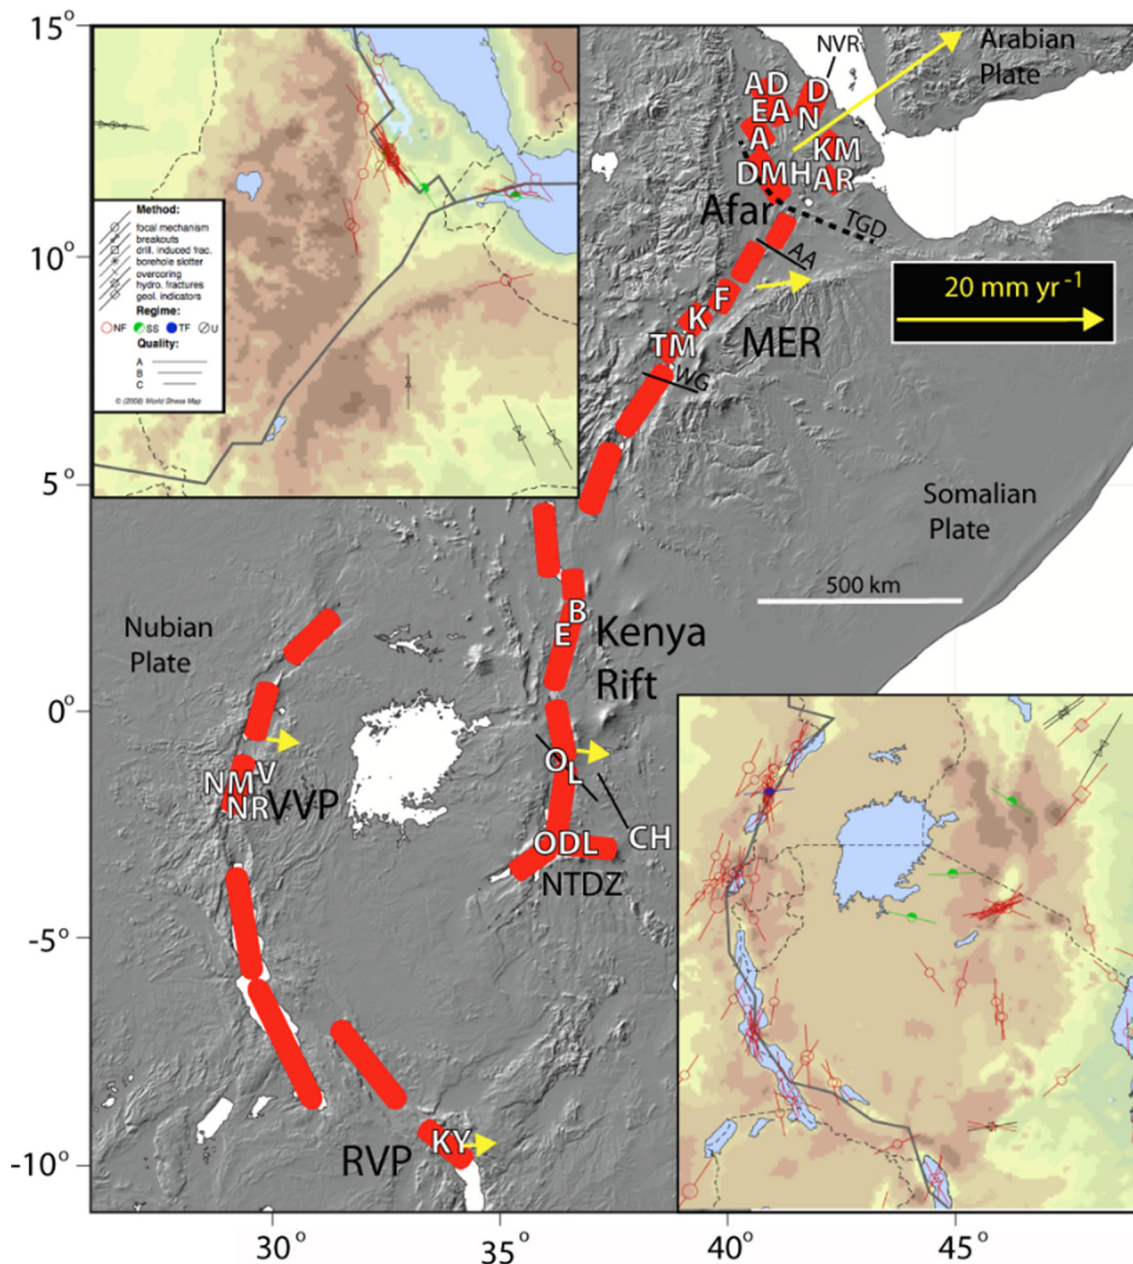 15°
10°
5°
0°
-5°
-10°
30°
35°
40°
45°
Method:
focal mechanism
breakouts
drill. induced frac.
borehole slotter
overcoring
hydro. fractures
geol. indicators
Regime:
NF SS TF U
Quality:
A
B
C
© (2008) World Stress Map
NVR
Arabian
Plate
AD
D
EA
N
A
KM
DMH
AR
Afar
TGD
AA
20 mm yr-1
F
K
MER
TM
WG
Somalian
Plate
500 km
Nubian
Plate
B
E
Kenya
Rift
O
L
NM
V
NR
VVP
ODL
CH
NTDZ
RVP
KY